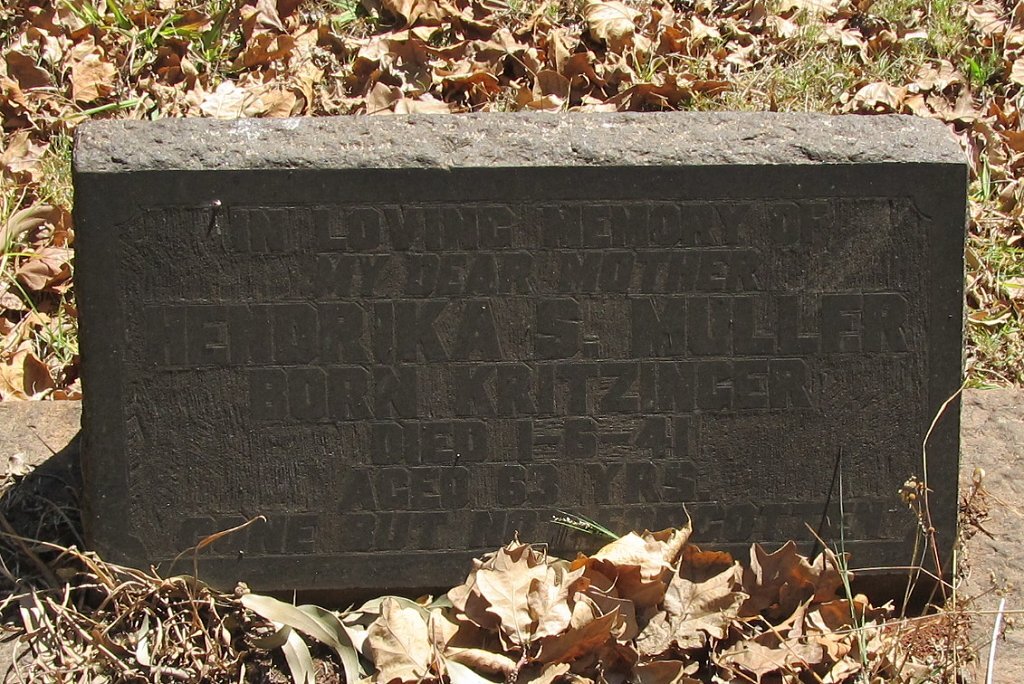 IN LOVING MEMORY OF
MY DEAR MOTHER
HENDRIKA S. MULLER
BORN KRITZINGER
DIED 1-6-41
AGED 63 YRS.
GONE BUT NOT FORGOTTEN